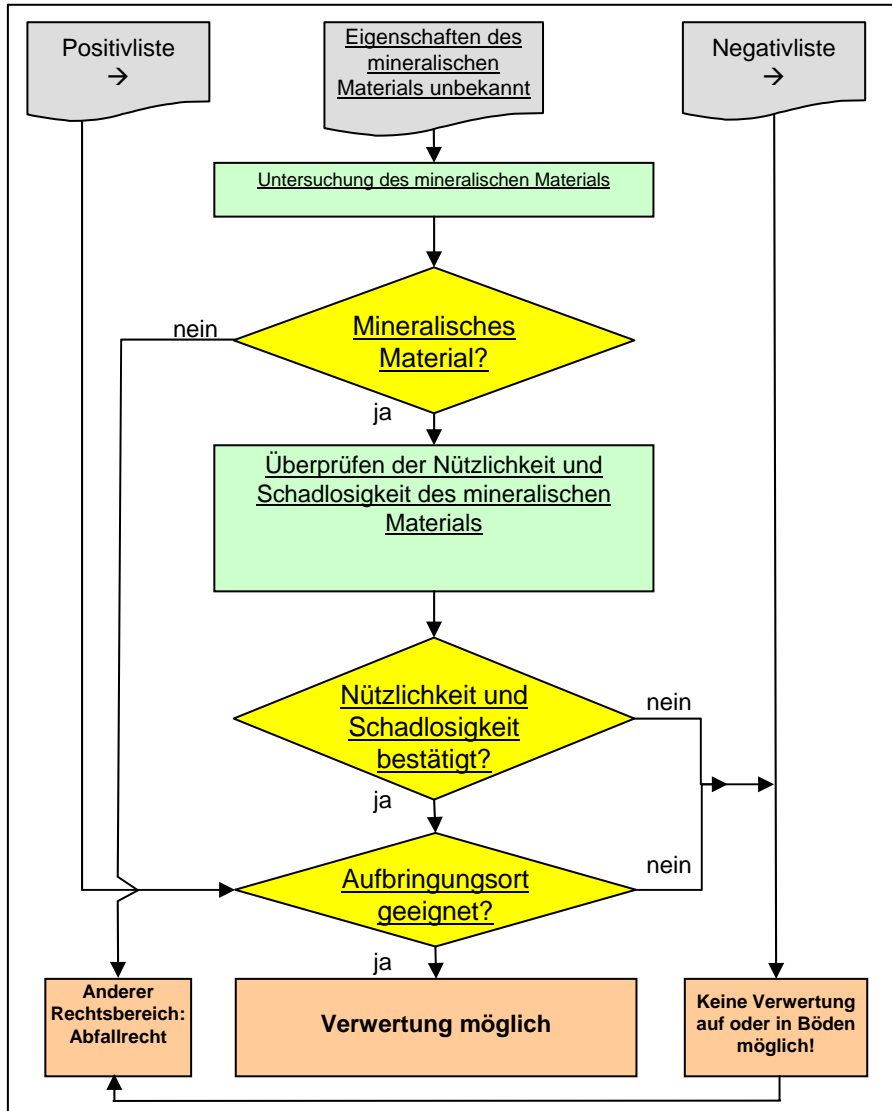 Positivliste
→
Eigenschaften des
mineralischen
Materials unbekannt
Negativliste
→
Untersuchung des mineralischen Materials
nein
Mineralisches
Material?
ja
Überprüfen der Nützlichkeit und
Schadlosigkeit des mineralischen
Materials
Nützlichkeit und
Schadlosigkeit
bestätigt?
nein
ja
Aufbringungsort
geeignet?
nein
ja
Anderer
Rechtsbereich:
Abfallrecht
Verwertung möglich
Keine Verwertung
auf oder in Böden
möglich!